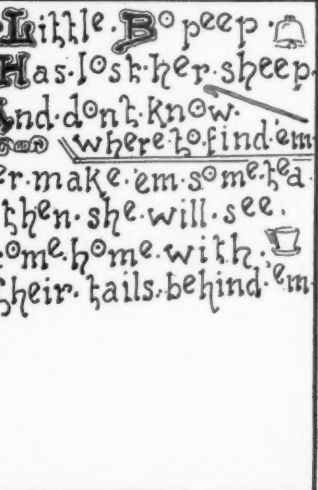 Little Bo peep
Has lost her sheep
And don't know
where to find 'em
er make 'em some tea
then she will see
ome home with
their tails behind 'em